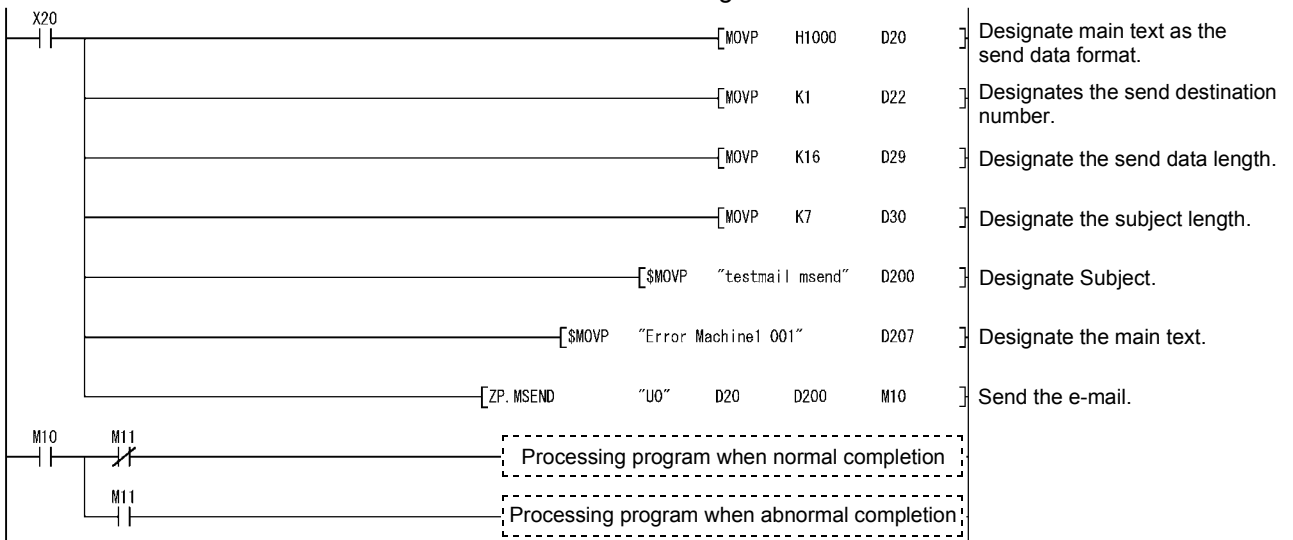 X20
[MOVP H1000 D20 ]
Designate main text as the
send data format.
[MOVP K1 D22 ]
Designates the send destination
number.
[MOVP K16 D29 ]
Designate the send data length.
[MOVP K7 D30 ]
Designate the subject length.
[$MOVP "testmail msend" D200 ]
Designate Subject.
[$MOVP "Error Machine1 001" D207 ]
Designate the main text.
[ZP.MSEND "U0" D20 D200 M10 ]
Send the e-mail.
M10 M11
Processing program when normal completion
M11
Processing program when abnormal completion